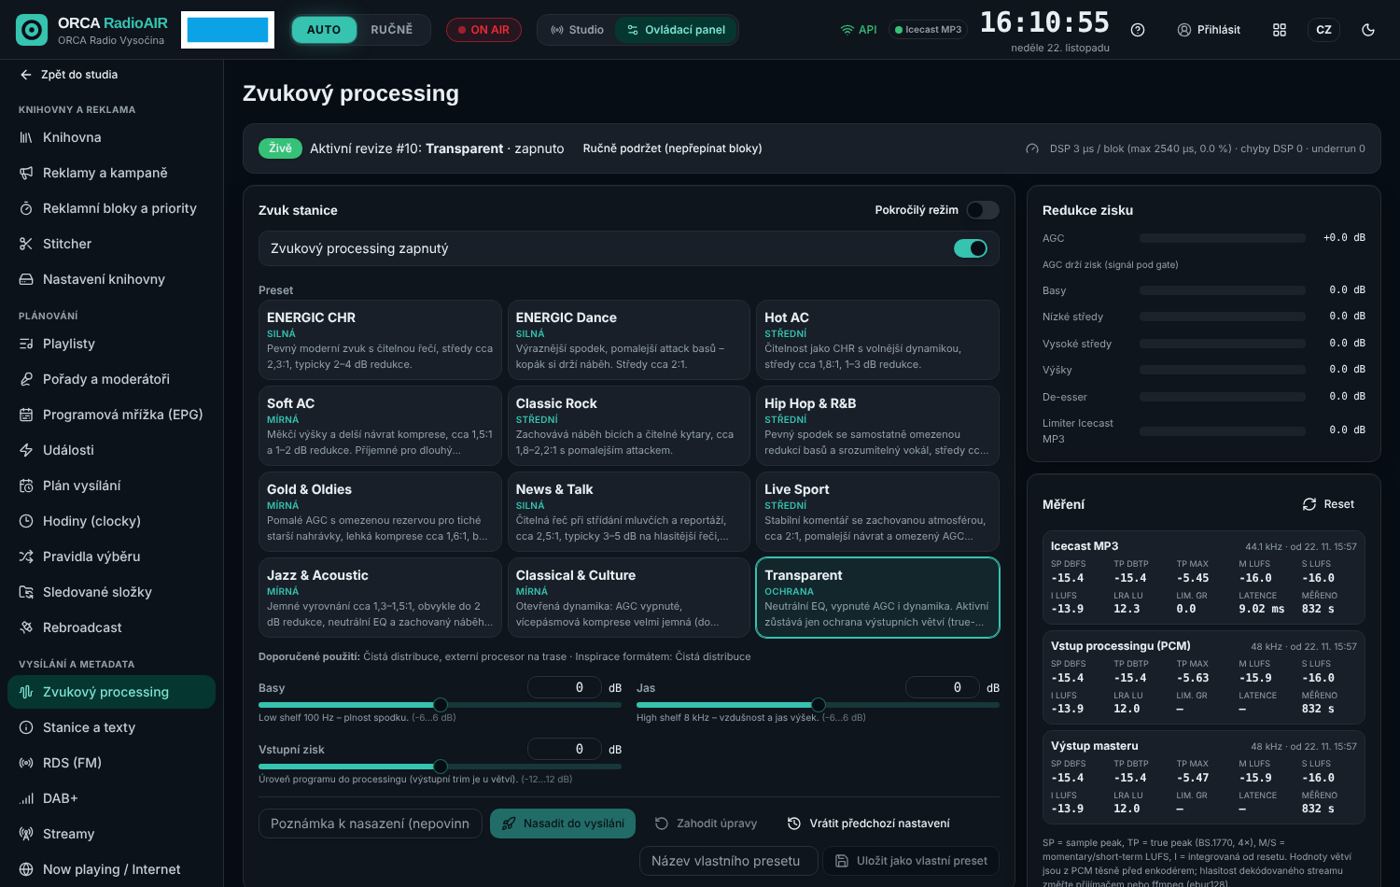 ORCA RadioAIR
ORCA Radio Vysočina
AUTO
RUČNĚ
ON AIR
Studio
Ovládací panel
API
Icecast MP3
16:10:55
neděle 22. listopadu
Přihlásit
CZ
Zpět do studia
KNIHOVNY A REKLAMA
Knihovna
Reklamy a kampaně
Reklamní bloky a priority
Stitcher
Nastavení knihovny
PLÁNOVÁNÍ
Playlisty
Pořady a moderátoři
Programová mřížka (EPG)
Události
Plán vysílání
Hodiny (clocky)
Pravidla výběru
Sledované složky
Rebroadcast
VYSÍLÁNÍ A METADATA
Zvukový processing
Stanice a texty
RDS (FM)
DAB+
Streamy
Now playing / Internet
Zvukový processing
Živě
Aktivní revize #10: Transparent · zapnuto
Ručně podržet (nepřepínat bloky)
DSP 3 µs / blok (max 2540 µs, 0.0 %) · chyby DSP 0 · underrun 0
Zvuk stanice
Pokročilý režim
Zvukový processing zapnutý
Preset
ENERGIC CHR
SILNÁ
Pevný moderní zvuk s čitelnou řečí, středy cca
2,3:1, typicky 2–4 dB redukce.
ENERGIC Dance
SILNÁ
Výraznější spodek, pomalejší attack basů –
kopák si drží náběh. Středy cca 2:1.
Hot AC
STŘEDNÍ
Čitelnost jako CHR s volnější dynamikou,
středy cca 1,8:1, 1–3 dB redukce.
Soft AC
MÍRNÁ
Měkčí výšky a delší návrat komprese, cca 1,5:1
a 1–2 dB redukce. Příjemné pro dlouhý…
Classic Rock
STŘEDNÍ
Zachovává náběh bicích a čitelné kytary, cca
1,8–2,2:1 s pomalejším attackem.
Hip Hop & R&B
STŘEDNÍ
Pevný spodek se samostatně omezenou
redukcí basů a srozumitelný vokál, středy cc…
Gold & Oldies
MÍRNÁ
Pomalé AGC s omezenou rezervou pro tiché
starší nahrávky, lehká komprese cca 1,6:1, b…
News & Talk
SILNÁ
Čitelná řeč při střídání mluvčích a reportáží,
cca 2,5:1, typicky 3–5 dB na hlasitější řeči,…
Live Sport
STŘEDNÍ
Stabilní komentář se zachovanou atmosférou,
cca 2:1, pomalejší návrat a omezený AGC…
Jazz & Acoustic
MÍRNÁ
Jemné vyrovnání cca 1,3–1,5:1, obvykle do 2
dB redukce, neutrální EQ a zachovaný náběh…
Classical & Culture
MÍRNÁ
Otevřená dynamika: AGC vypnuté,
vícepásmová komprese velmi jemná (do…
Transparent
OCHRANA
Neutrální EQ, vypnuté AGC i dynamika. Aktivní
zůstává jen ochrana výstupních větví (true-…
Doporučené použití: Čistá distribuce, externí procesor na trase · Inspirace formátem: Čistá distribuce
Basy
0
dB
Low shelf 100 Hz – plnost spodku. (-6…6 dB)
Jas
0
dB
High shelf 8 kHz – vzdušnost a jas výšek. (-6…6 dB)
Vstupní zisk
0
dB
Úroveň programu do processingu (výstupní trim je u větví). (-12…12 dB)
Poznámka k nasazení (nepovinn
Nasadit do vysílání
Zahodit úpravy
Vrátit předchozí nastavení
Název vlastního presetu
Uložit jako vlastní preset
Redukce zisku
AGC
+0.0 dB
AGC drží zisk (signál pod gate)
Basy
0.0 dB
Nízké středy
0.0 dB
Vysoké středy
0.0 dB
Výšky
0.0 dB
De-esser
0.0 dB
Limiter Icecast
MP3
0.0 dB
Měření
Reset
Icecast MP3
44.1 kHz · od 22. 11. 15:57
SP DBFS TP DBTP TP MAX M LUFS S LUFS
-15.4 -15.4 -5.45 -16.0 -16.0
I LUFS LRA LU LIM. GR LATENCE MĚŘENO
-13.9 12.3 0.0 9.02 ms 832 s
Vstup processingu (PCM)
48 kHz · od 22. 11. 15:57
SP DBFS TP DBTP TP MAX M LUFS S LUFS
-15.4 -15.4 -5.63 -15.9 -16.0
I LUFS LRA LU LIM. GR LATENCE MĚŘENO
-13.9 12.0 – – 832 s
Výstup masteru
48 kHz · od 22. 11. 15:57
SP DBFS TP DBTP TP MAX M LUFS S LUFS
-15.4 -15.4 -5.47 -15.9 -16.0
I LUFS LRA LU LIM. GR LATENCE MĚŘENO
-13.9 12.0 – – 832 s
SP = sample peak, TP = true peak (BS.1770, 4×), M/S =
momentary/short-term LUFS, I = integrovaná od resetu. Hodnoty větví
jsou z PCM těsně před enkodérem; hlasitost dekódovaného streamu
změřte přijímačem nebo ffmpeg (ebur128).